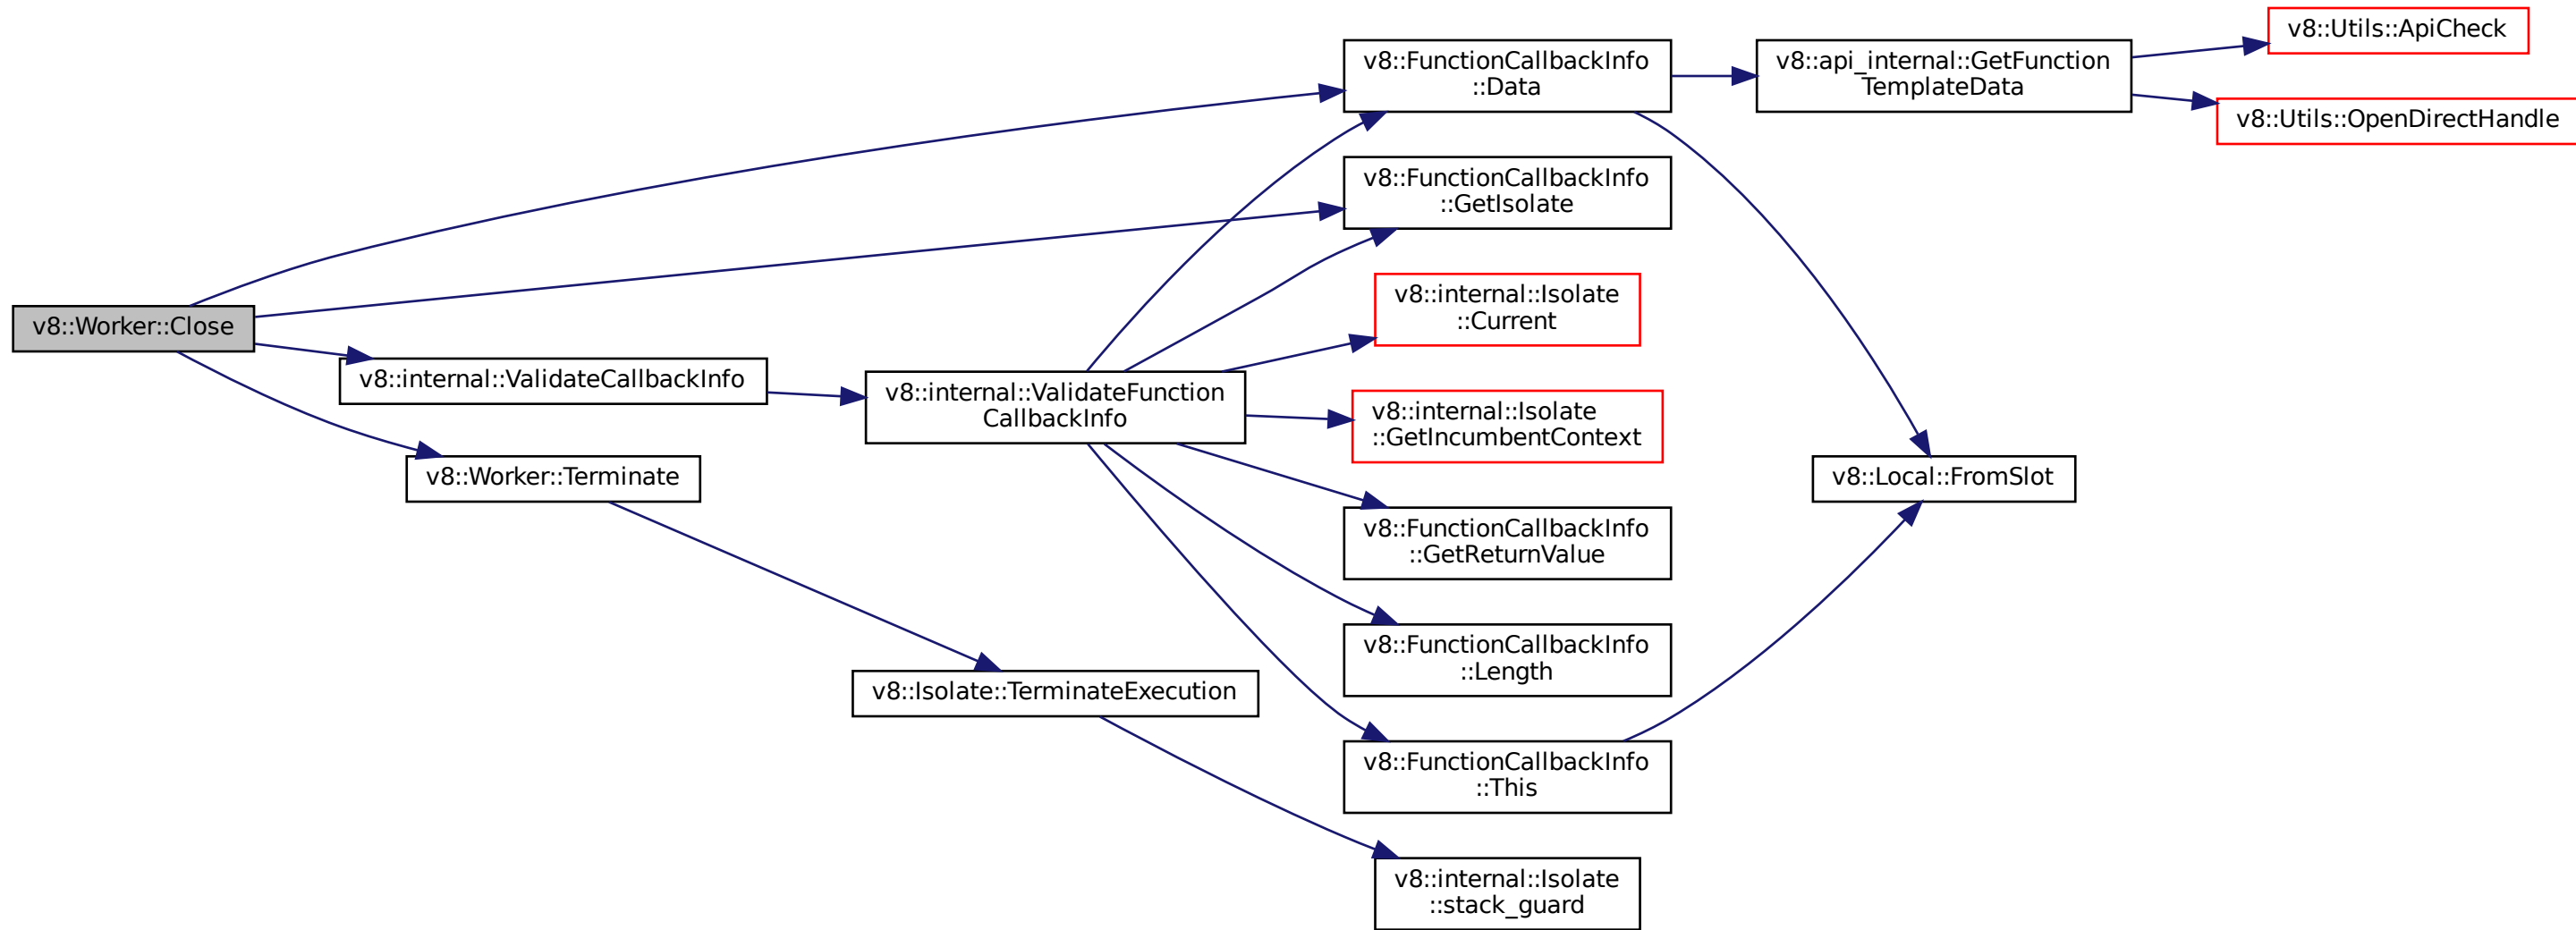 v8::Worker::Close
v8::internal::ValidateCallbackInfo
v8::Worker::Terminate
v8::internal::ValidateFunction
CallbackInfo
v8::Isolate::TerminateExecution
v8::FunctionCallbackInfo
::Data
v8::FunctionCallbackInfo
::GetIsolate
v8::internal::Isolate
::Current
v8::internal::Isolate
::GetIncumbentContext
v8::FunctionCallbackInfo
::GetReturnValue
v8::FunctionCallbackInfo
::Length
v8::FunctionCallbackInfo
::This
v8::internal::Isolate
::stack_guard
v8::api_internal::GetFunction
TemplateData
v8::Local::FromSlot
v8::Utils::ApiCheck
v8::Utils::OpenDirectHandle